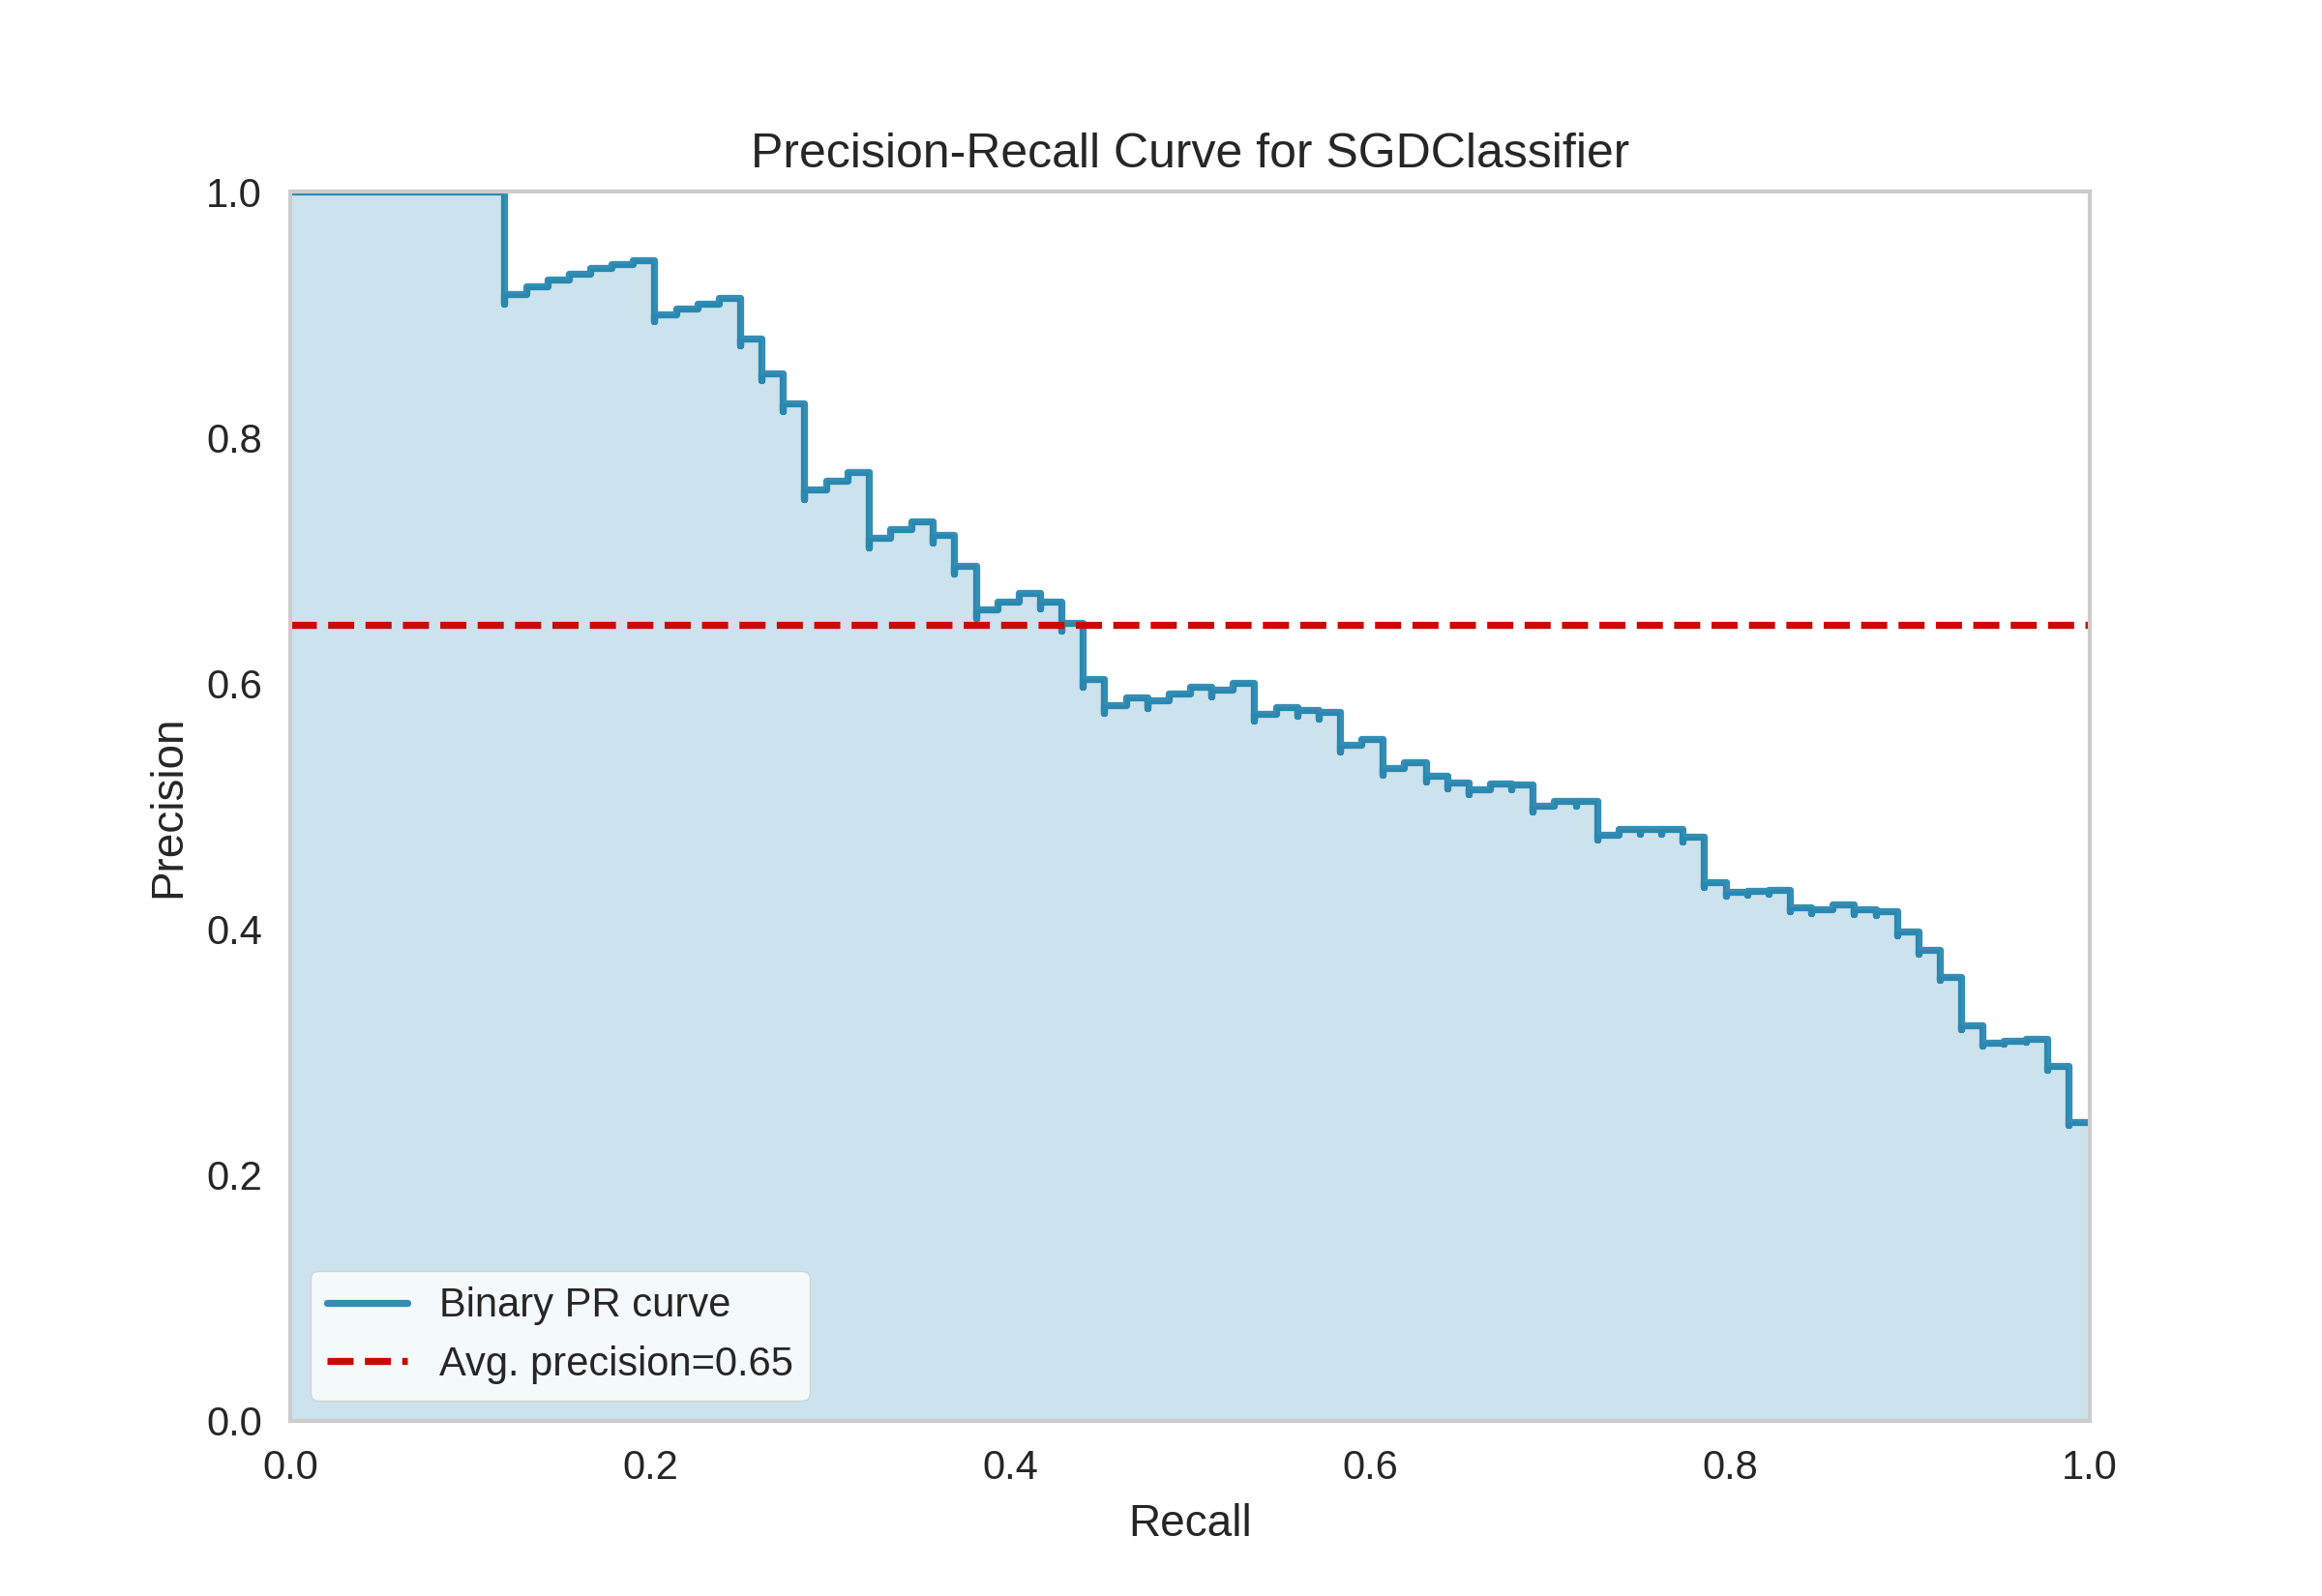 Precision-Recall Curve for SGDClassifier
1.0
0.8
0.6
0.4
0.2
0.0
Precision
Binary PR curve
Avg. precision=0.65
0.0 0.2 0.4 0.6 0.8 1.0
Recall